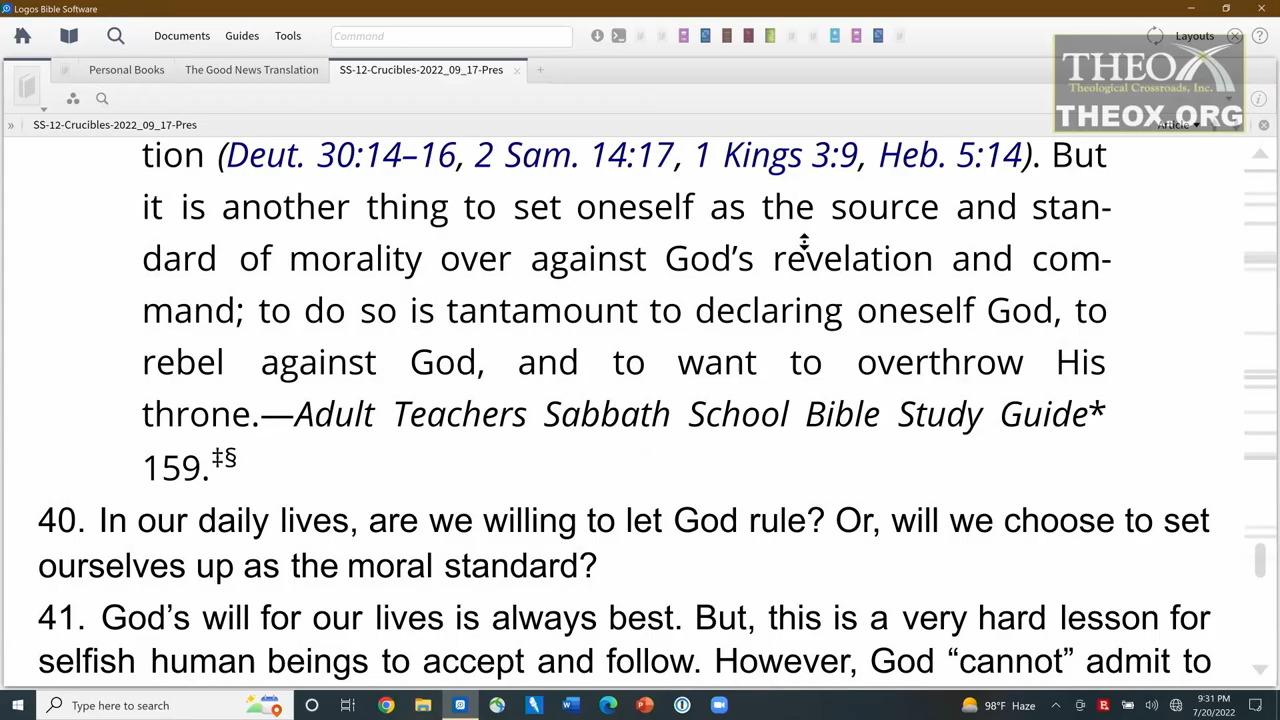 Logos Bible Software
Documents Guides Tools Command Layouts
Personal Books The Good News Translation SS-12-Crucibles-2022_09_17-Pres
THEOX
Theological Crossroads, Inc.
THEOX.ORG
SS-12-Crucibles-2022_09_17-Pres Article
tion (Deut. 30:14–16, 2 Sam. 14:17, 1 Kings 3:9, Heb. 5:14). But
it is another thing to set oneself as the source and stan-
dard of morality over against God’s revelation and com-
mand; to do so is tantamount to declaring oneself God, to
rebel against God, and to want to overthrow His
throne.—Adult Teachers Sabbath School Bible Study Guide*
159.‡§
40. In our daily lives, are we willing to let God rule? Or, will we choose to set
ourselves up as the moral standard?
41. God’s will for our lives is always best. But, this is a very hard lesson for
selfish human beings to accept and follow. However, God “cannot” admit to
Type here to search 98°F Haze 9:31 PM
7/20/2022